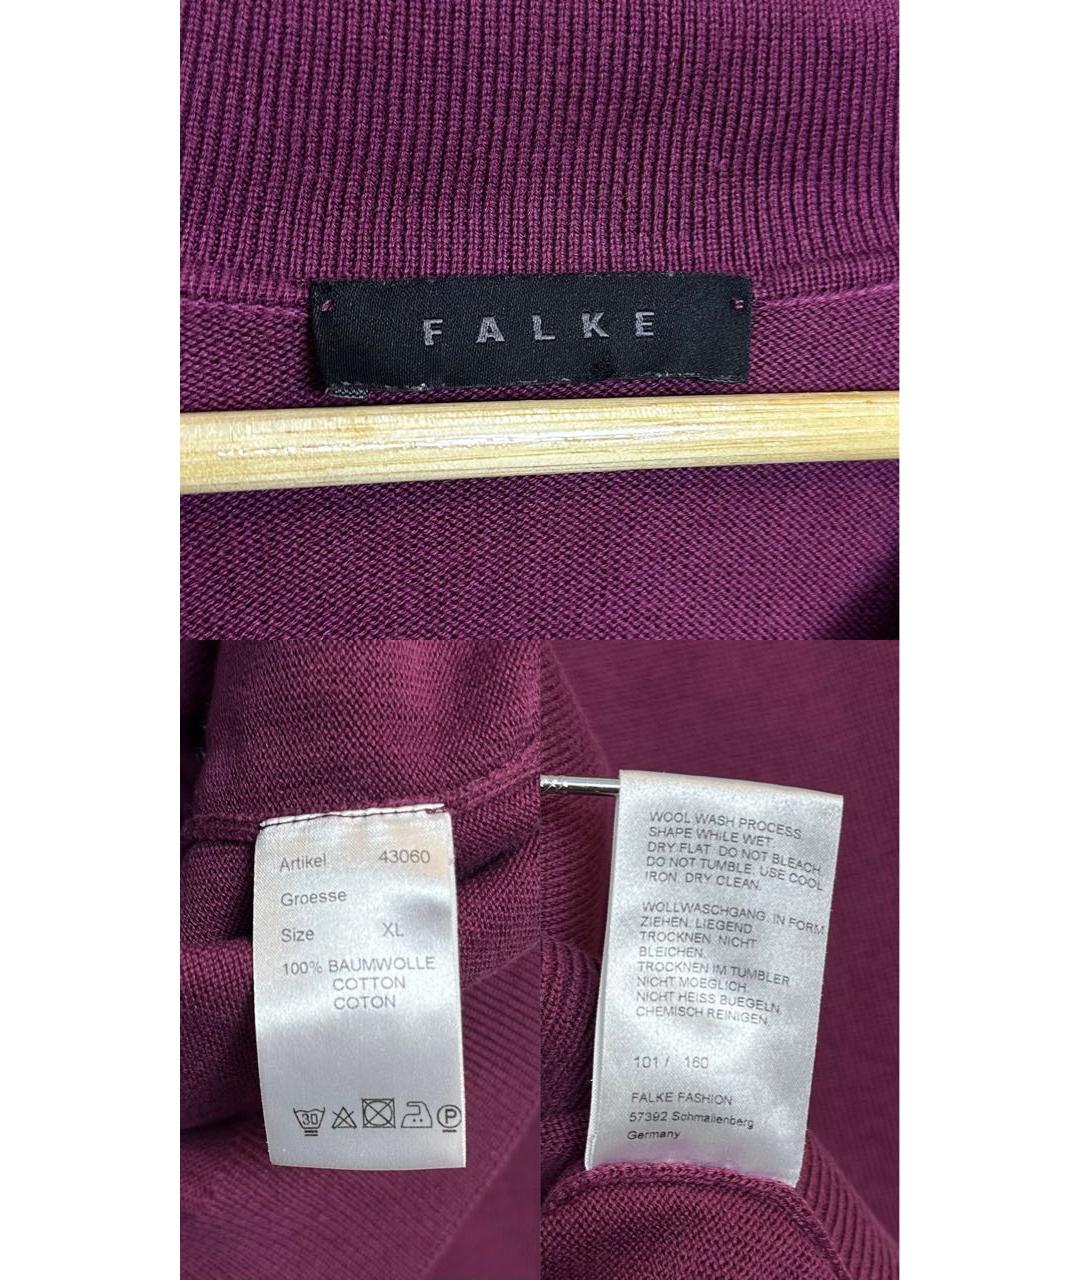 FALKE
Artikel 43060
Groesse
Size XL
100% BAUMWOLLE
COTTON
COTON
30 P
WOOL WASH PROCESS.
SHAPE WHILE WET.
DRY FLAT. DO NOT BLEACH.
DO NOT TUMBLE. USE COOL
IRON. DRY CLEAN.
WOLLWASCHGANG. IN FORM
ZIEHEN. LIEGEND
TROCKNEN. NICHT
BLEICHEN.
TROCKNEN IM TUMBLER
NICHT MOEGLICH.
NICHT HEISS BUEGELN.
CHEMISCH REINIGEN.
101 / 160
FALKE FASHION
57392 Schmallenberg
Germany